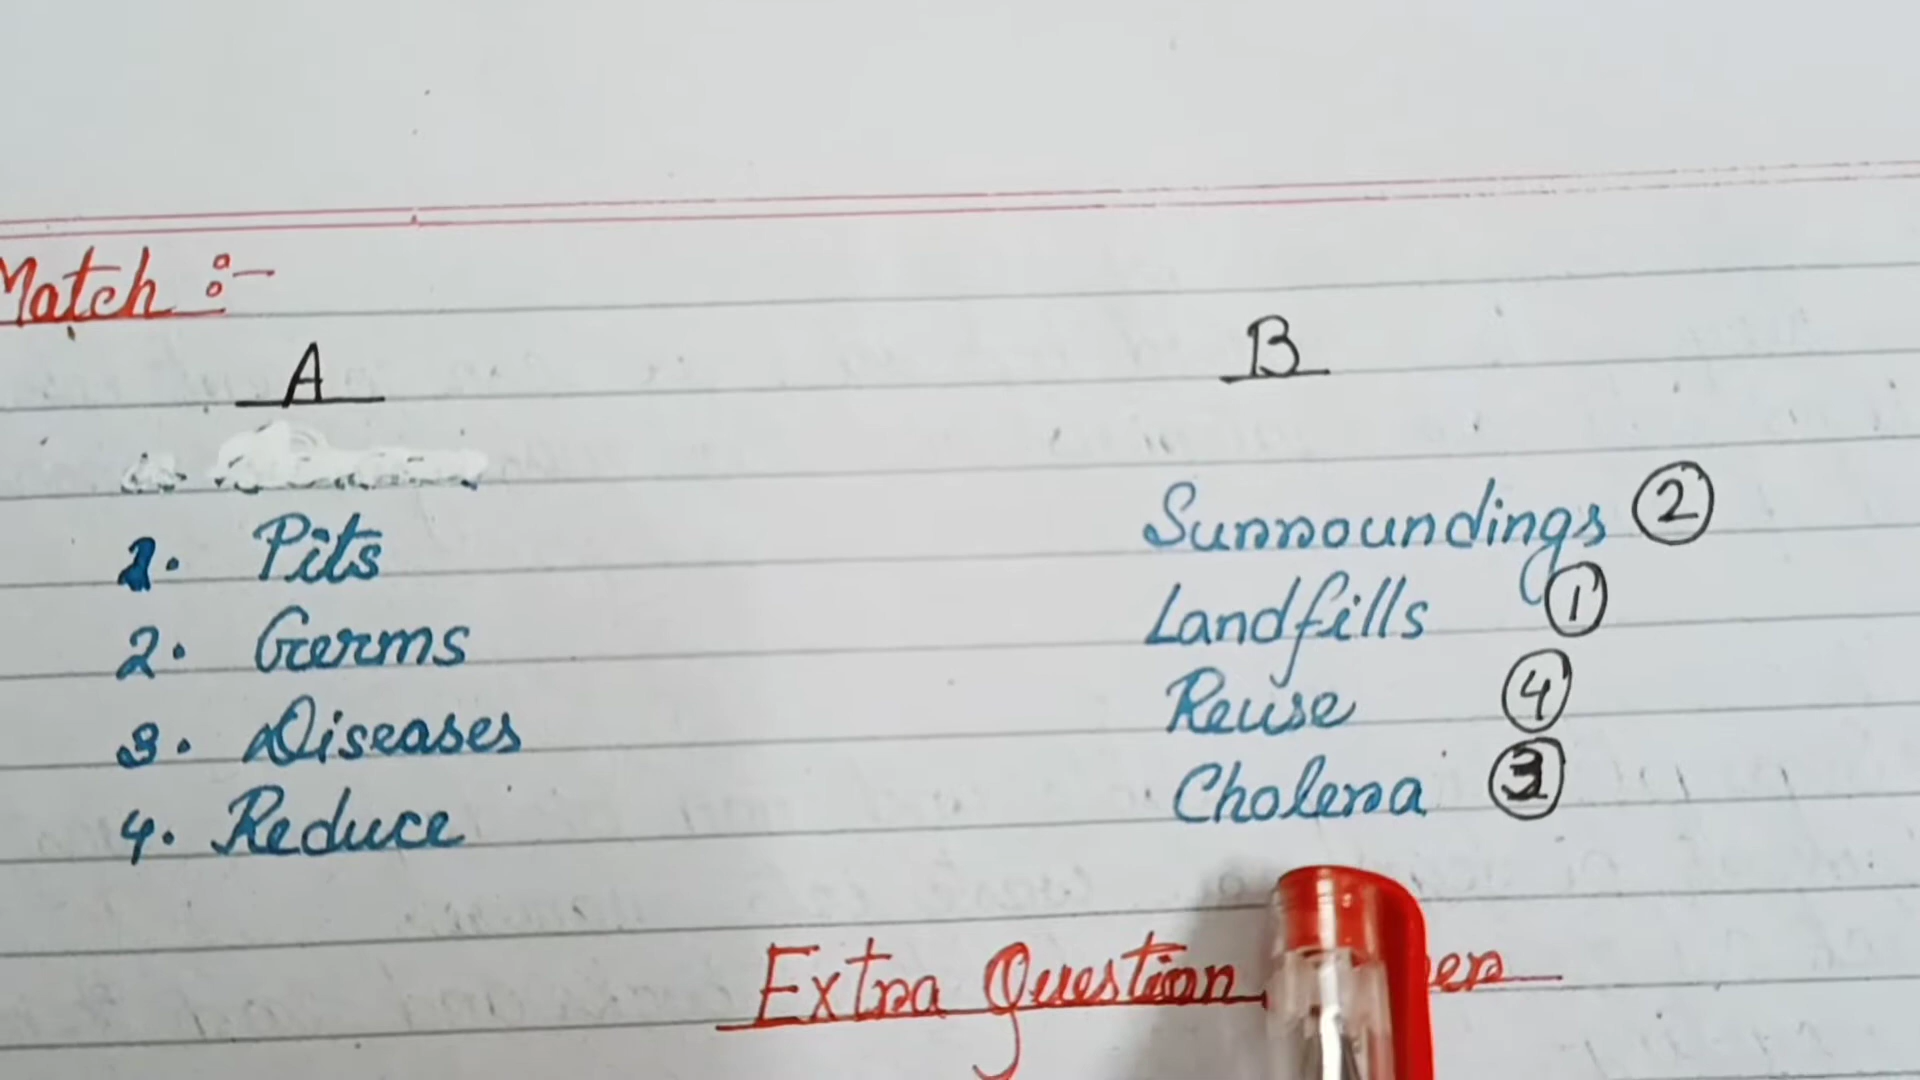 Match :-
A B
1. Pits Surroundings ②
2. Germs Landfills ①
3. Diseases Reuse ④
4. Reduce Cholera ③
Extra Question